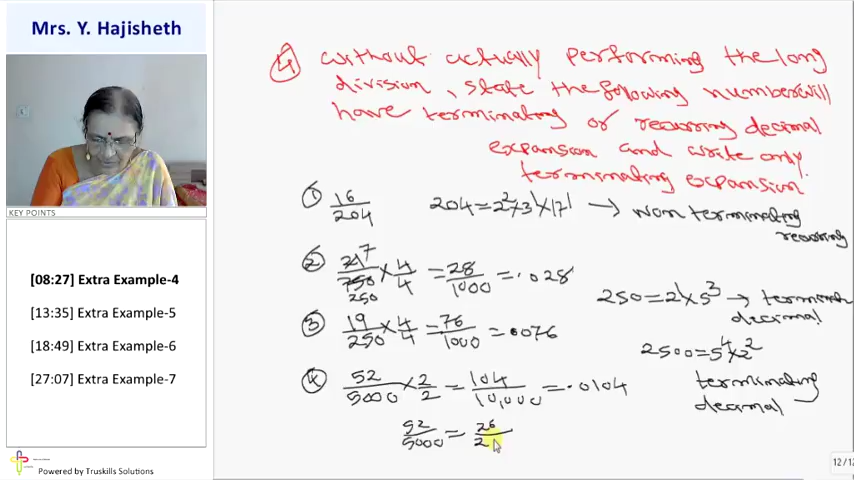 Mrs. Y. Hajisheth
KEY POINTS
[08:27] Extra Example-4
[13:35] Extra Example-5
[18:49] Extra Example-6
[27:07] Extra Example-7
Powered by Truskills Solutions
④ without actually performing the long
division, state the following number will
have terminating or recurring decimal
expansion and write only
terminating expansion
① 16/204 204 = 2² × 3¹ × 17¹ → non terminating
recurring
② 21 7/750 250 × 4/4 = 28/1000 = .028
250 = 2¹ × 5³ → terminating
decimal
③ 19/250 × 4/4 = 76/1000 = .076
2500 = 5⁴ × 2²
④ 52/5000 × 2/2 = 104/10,000 = .0104
terminating
decimal
52/5000 = 26/2
12/12